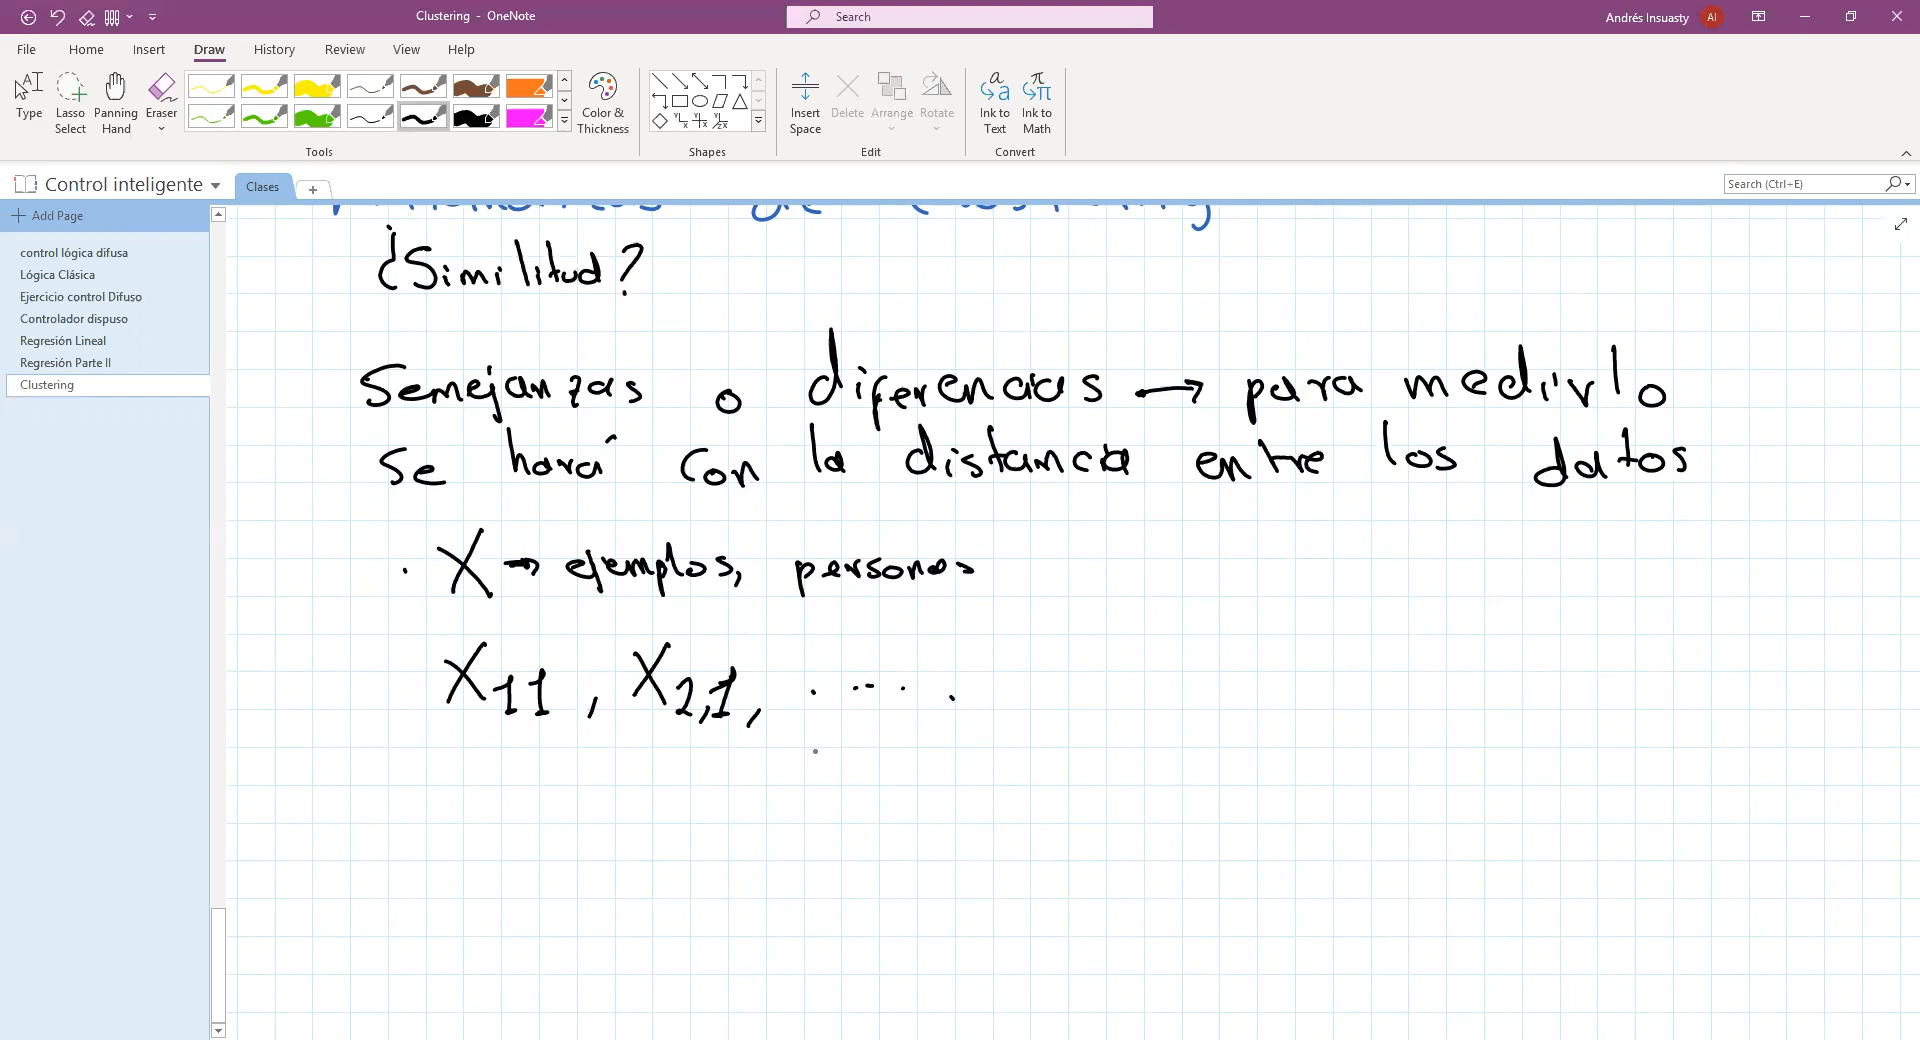 Clustering - OneNote
Search
Andrés Insuasty AI
File Home Insert Draw History Review View Help
Type
Lasso Select
Panning Hand
Eraser
Color & Thickness
Insert Space
Delete
Arrange
Rotate
Ink to Text
Ink to Math
Tools
Shapes
Edit
Convert
Control inteligente
Clases
Search (Ctrl+E)
Add Page
control lógica difusa
Lógica Clásica
Ejercicio control Difuso
Controlador dispuso
Regresión Lineal
Regresión Parte II
Clustering
¿Similitud?
Semejanzas o diferencias → para medirlo
se hará con la distancia entre los datos
. X → ejemplos, personas
X11 , X2,1, . . . . .